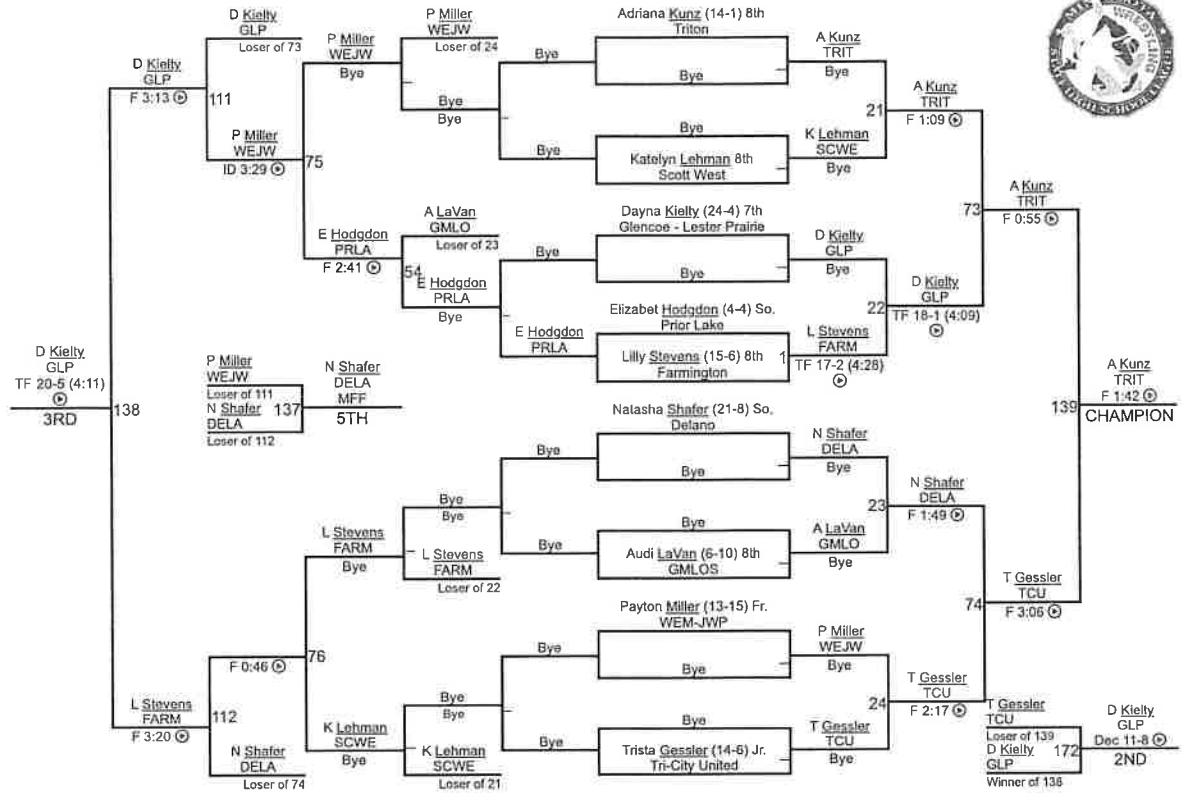 D Kielty
GLP
Loser of 73
D Kielty
GLP
F 3:13
111
P Miller
WEJW
ID 3:29
P Miller
WEJW
Bye
75
P Miller
WEJW
Loser of 24
Bye
Bye
E Hodgdon
PRLA
F 2:41
A LaVan
GMLO
Loser of 23
54
E Hodgdon
PRLA
Bye
Bye
Bye
Bye
E Hodgdon
PRLA
Adriana Kunz (14-1) 8th
Triton
Bye
Bye
Katelyn Lehman 8th
Scott West
Dayna Kielty (24-4) 7th
Glencoe - Lester Prairie
Bye
Elizabet Hodgdon (4-4) So.
Prior Lake
Lilly Stevens (15-6) 8th
Farmington
1
A Kunz
TRIT
Bye
21
K Lehman
SCWE
Bye
A Kunz
TRIT
F 1:09
D Kielty
GLP
Bye
22
L Stevens
FARM
TF 17-2 (4:28)
D Kielty
GLP
TF 18-1 (4:09)
73
A Kunz
TRIT
F 0:55
D Kielty
GLP
TF 20-5 (4:11)
3RD
138
P Miller
WEJW
Loser of 111
N Shafer
DELA
Loser of 112
137
N Shafer
DELA
MFF
5TH
139
A Kunz
TRIT
F 1:42
CHAMPION
Natasha Shafer (21-8) So.
Delano
Bye
Bye
Audi LaVan (6-10) 8th
GMLOS
Bye
Bye
Bye
Bye
L Stevens
FARM
Loser of 22
L Stevens
FARM
Bye
N Shafer
DELA
Bye
23
A LaVan
GMLO
Bye
N Shafer
DELA
F 1:49
74
T Gessler
TCU
F 3:06
Payton Miller (13-15) Fr.
WEM-JWP
Bye
Bye
Trista Gessler (14-6) Jr.
Tri-City United
Bye
Bye
Bye
Bye
K Lehman
SCWE
Loser of 21
K Lehman
SCWE
Bye
76
F 0:46
L Stevens
FARM
F 3:20
112
N Shafer
DELA
Loser of 74
P Miller
WEJW
Bye
24
T Gessler
TCU
Bye
T Gessler
TCU
F 2:17
T Gessler
TCU
Loser of 139
D Kielty
GLP
Winner of 138
172
D Kielty
GLP
Dec 11-8
2ND
WRESTLING